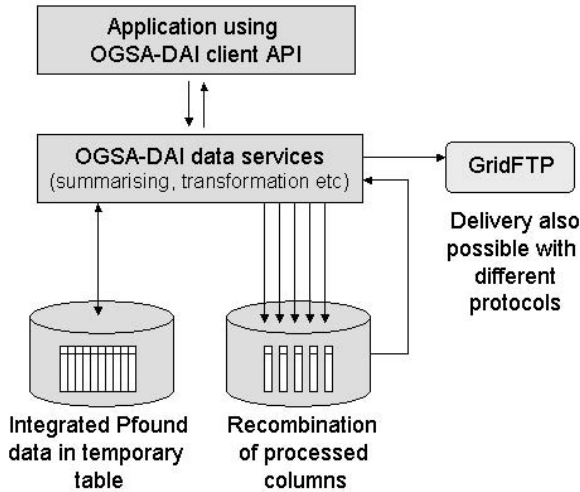 Application using
OGSA-DAI client API
OGSA-DAI data services
(summarising, transformation etc)
GridFTP
Delivery also
possible with
different
protocols
Integrated Pfound
data in temporary
table
Recombination
of processed
columns